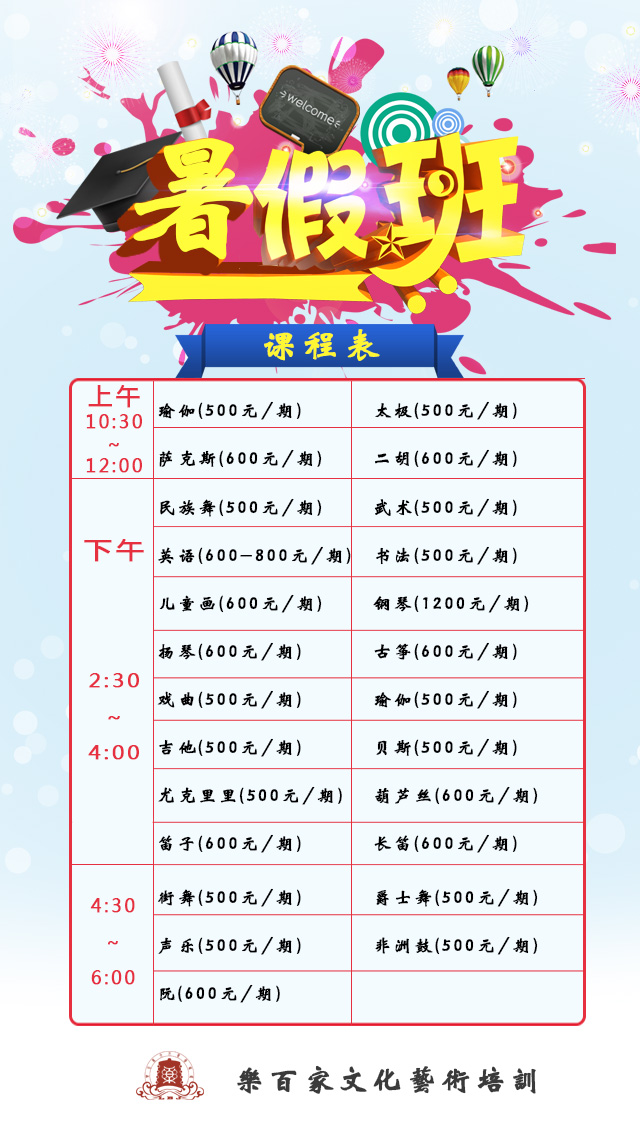 welcome
暑假班
课程表
上午
10:30
~
12:00
瑜伽(500元/期) 太极(500元/期)
萨克斯(600元/期) 二胡(600元/期)
下午
2:30
~
4:00
民族舞(500元/期) 武术(500元/期)
英语(600-800元/期) 书法(500元/期)
儿童画(600元/期) 钢琴(1200元/期)
扬琴(600元/期) 古筝(600元/期)
戏曲(500元/期) 瑜伽(500元/期)
吉他(500元/期) 贝斯(500元/期)
尤克里里(500元/期) 葫芦丝(600元/期)
笛子(600元/期) 长笛(600元/期)
4:30
~
6:00
街舞(500元/期) 爵士舞(500元/期)
声乐(500元/期) 非洲鼓(500元/期)
阮(600元/期)
樂百家文化藝術培訓